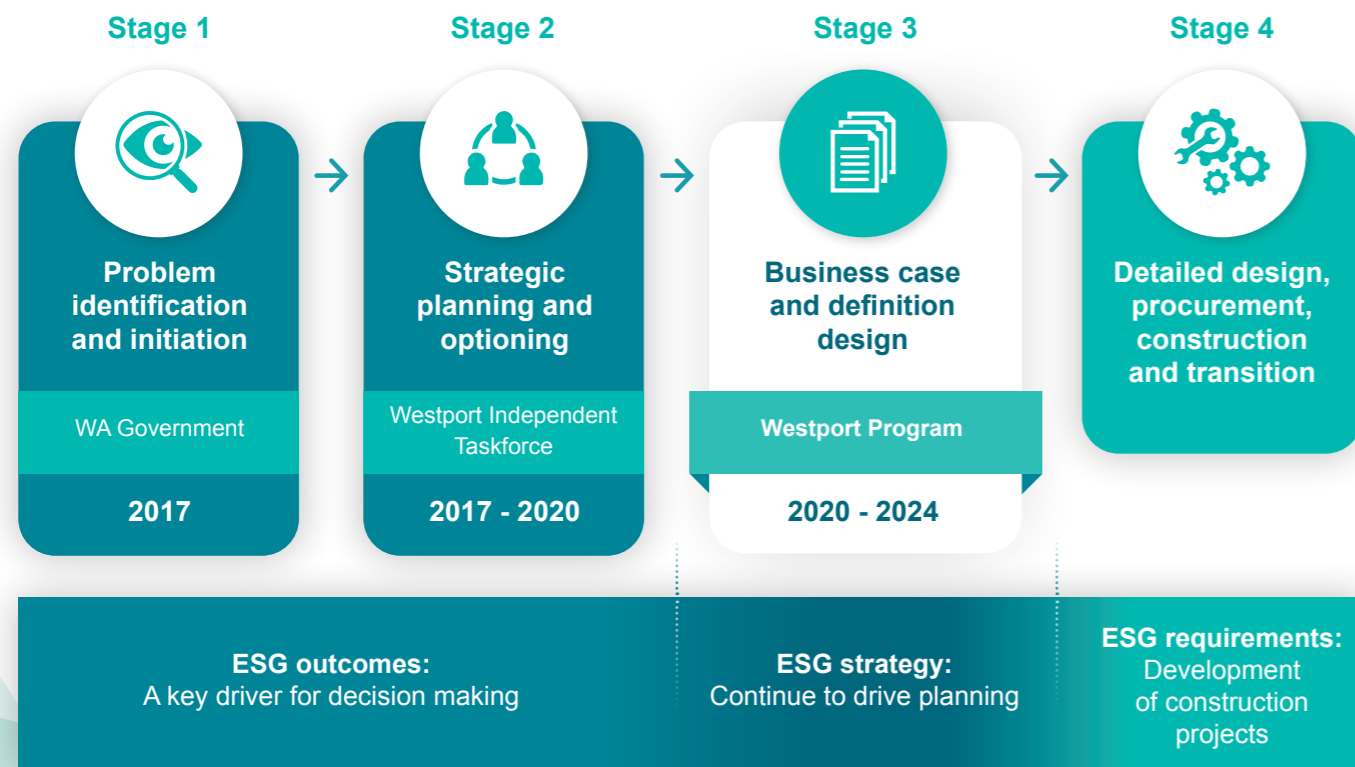 Stage 1
Problem
identification
and initiation
WA Government
2017
Stage 2
Strategic
planning and
optioning
Westport Independent
Taskforce
2017 - 2020
Stage 3
Business case
and definition
design
Westport Program
2020 - 2024
Stage 4
Detailed design,
procurement,
construction
and transition
ESG outcomes:
A key driver for decision making
ESG strategy:
Continue to drive planning
ESG requirements:
Development
of construction
projects